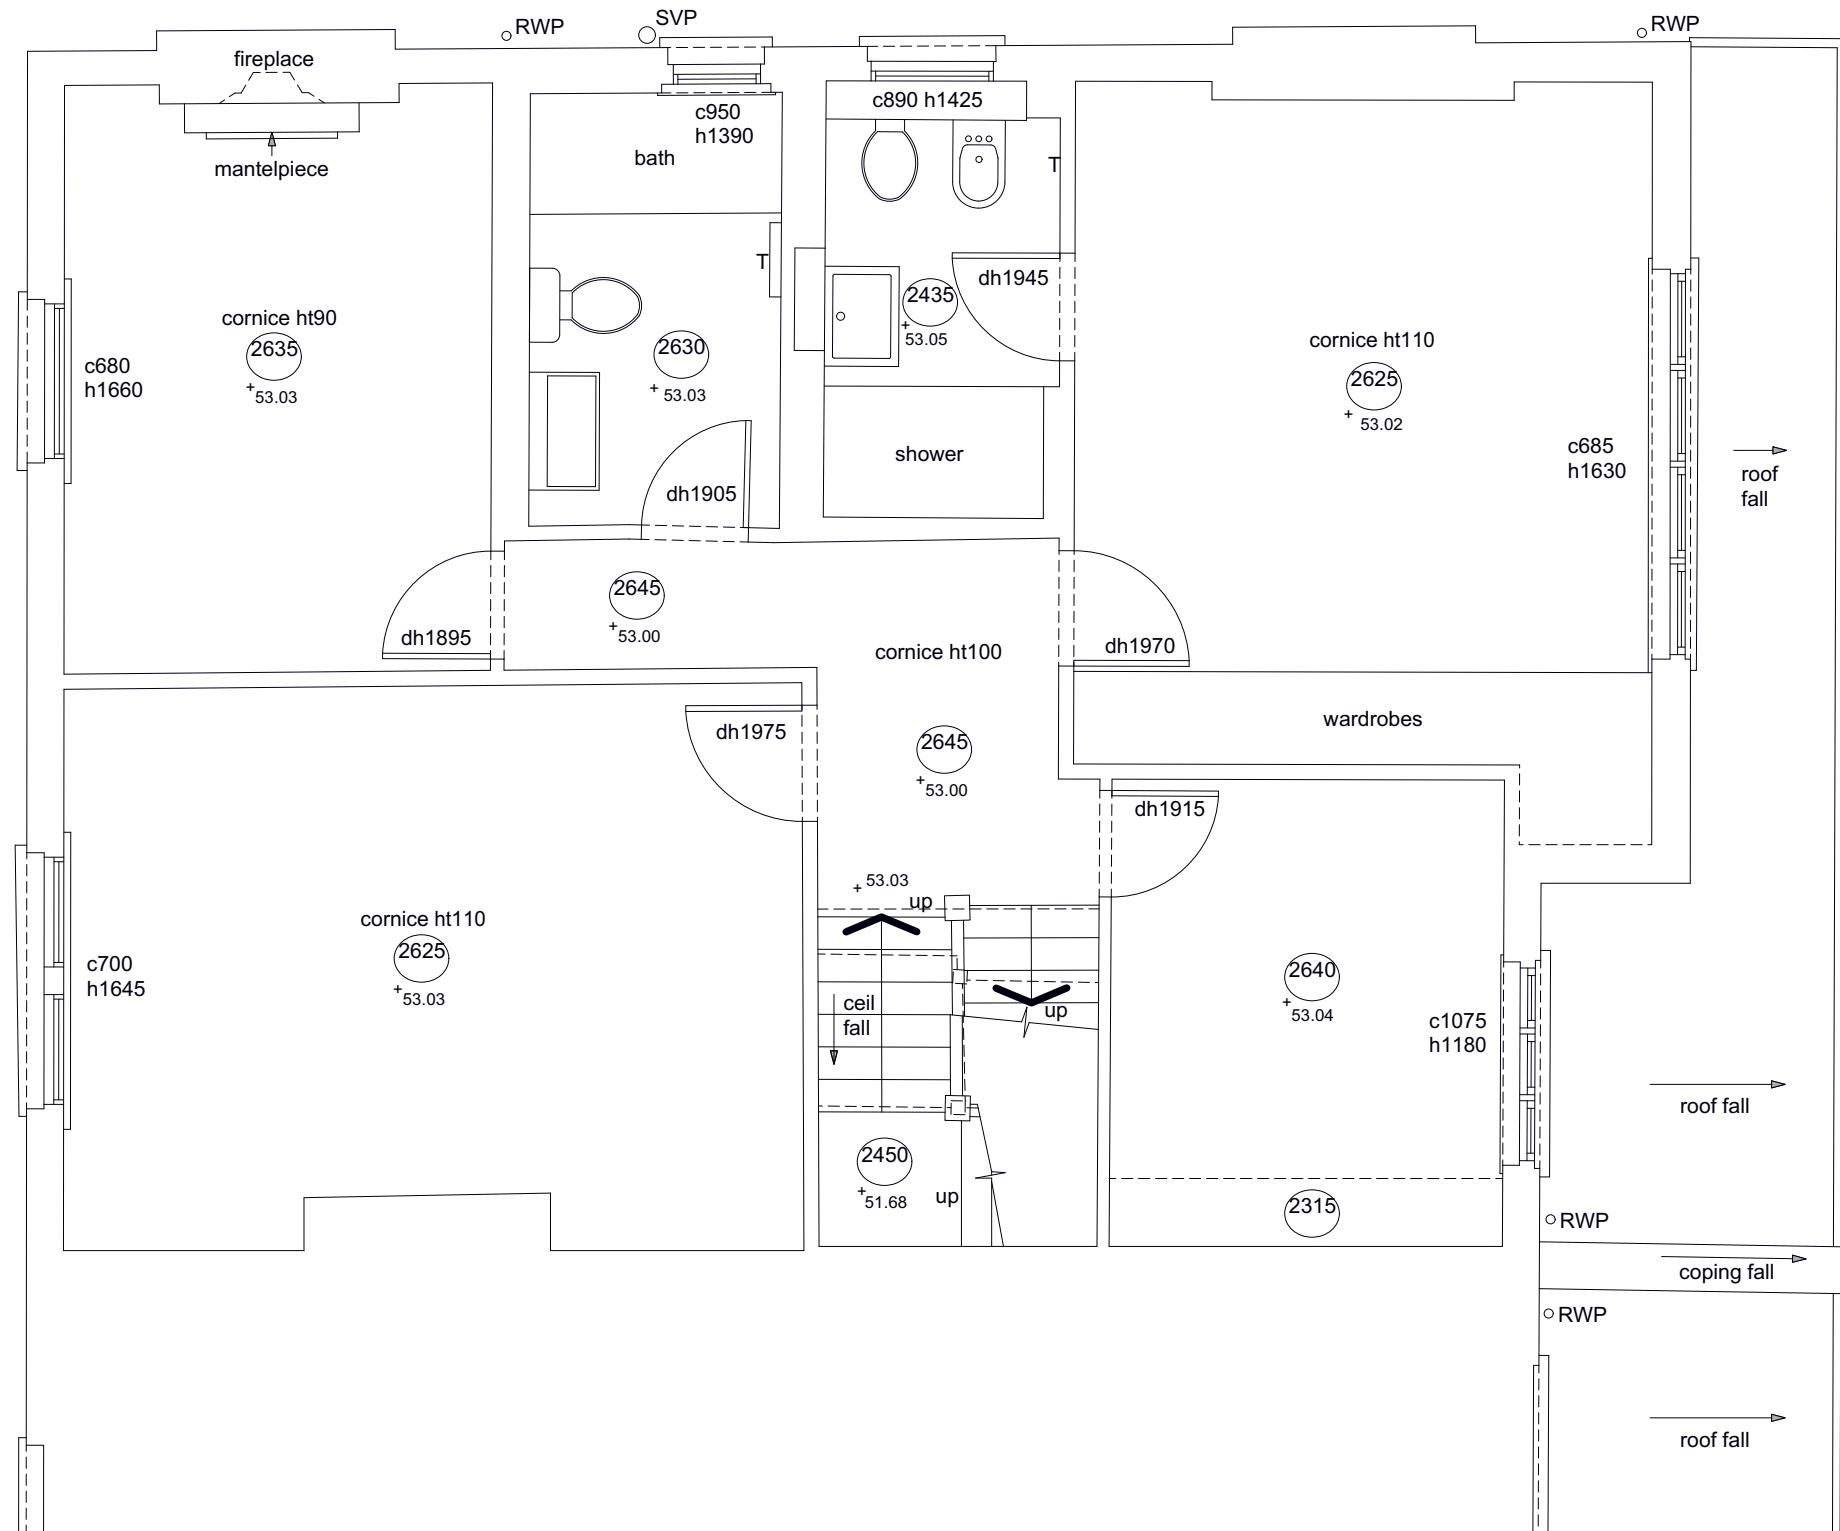 RWP
SVP
RWP
fireplace
mantelpiece
c950
h1390
bath
c890 h1425
T
T
dh1945
2435
53.05
cornice ht90
2635
53.03
c680
h1660
2630
53.03
dh1905
shower
cornice ht110
2625
53.02
c685
h1630
roof
fall
2645
53.00
dh1895
cornice ht100
dh1970
wardrobes
dh1975
2645
53.00
dh1915
53.03
up
cornice ht110
2625
53.03
c700
h1645
ceil
fall
up
2640
53.04
c1075
h1180
roof fall
2450
51.68
up
2315
RWP
coping fall
RWP
roof fall